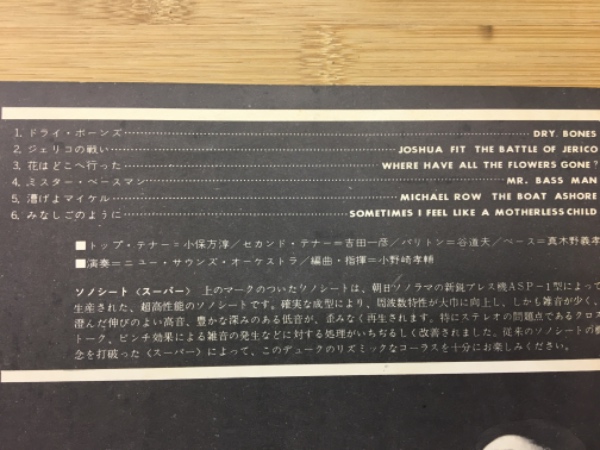 1. ドライ・ボーンズ……DRY. BONES
2. ジェリコの戦い……JOSHUA FIT THE BATTLE OF JERICO
3. 花はどこへ行った……WHERE HAVE ALL THE FLOWERS GONE ?
4. ミスター・ベースマン……MR. BASS MAN
5. 漕げよマイケル……MICHAEL ROW THE BOAT ASHORE
6. みなしごのように……SOMETIMES I FEEL LIKE A MOTHERLESS CHILD
■トップ・テナー=小保方淳/セカンド・テナー=吉田一彦/バリトン=谷道夫/ベース=真木野義孝
■演奏=ニュー・サウンズ・オーケストラ/編曲・指揮=小野崎孝輔
ソノシート〈スーパー〉 上のマークのついたソノシートは、朝日ソノラマの新鋭プレス機ASP-1型によって
生産された、超高性能のソノシートです。確実な成型により、周波数特性が大巾に向上し、しかも雑音が少く、
澄んだ伸びのよい高音、豊かな深みのある低音が、歪みなく再生されます。特にステレオの問題点であるクロス
トーク、ピンチ効果による雑音の発生などに対する処理がいちぢるしく改善されました。従来のソノシートの
念を打破った〈スーパー〉によって、このデュークのリズミックなコーラスを十分にお楽しみください。